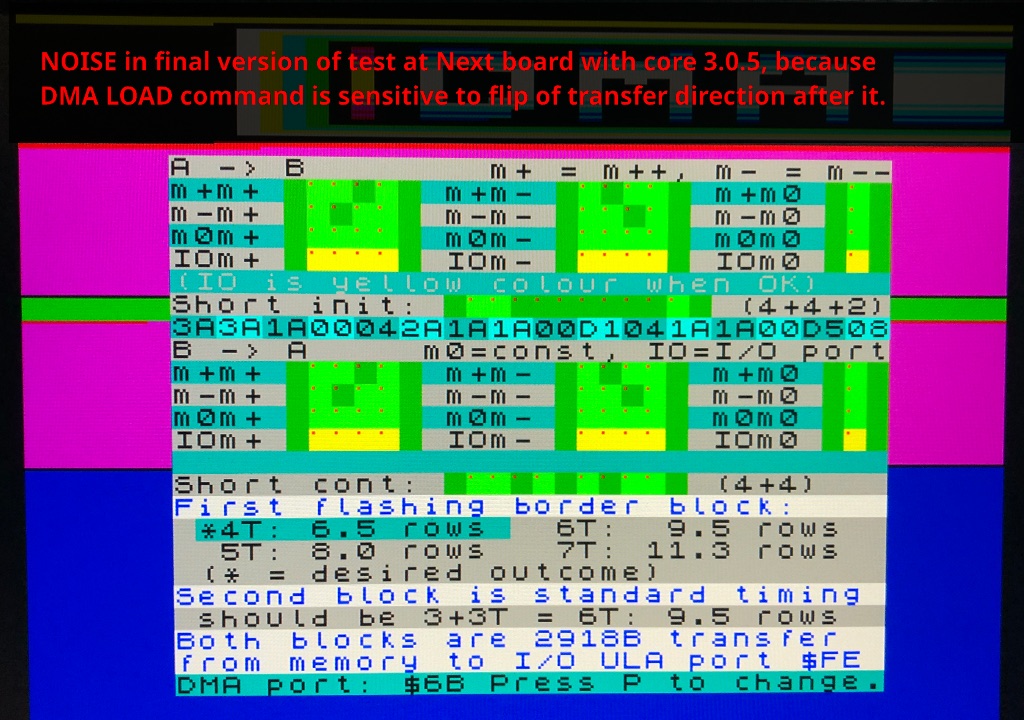 NOISE in final version of test at Next board with core 3.0.5, because
DMA LOAD command is sensitive to flip of transfer direction after it.
A -> B m+ = m++, m- = m--
m+m+ m+m- m+m0
m-m+ m-m- m-m0
m0m+ m0m- m0m0
IOm+ IOm- IOm0
(IO is yellow colour when OK)
Short init: (4+4+2)
3A3A1A00042A1A1A00D1041A1A00D508
B -> A m0=const, IO=I/O port
m+m+ m+m- m+m0
m-m+ m-m- m-m0
m0m+ m0m- m0m0
IOm+ IOm- IOm0
Short cont: (4+4)
First flashing border block:
*4T: 6.5 rows 6T: 9.5 rows
5T: 8.0 rows 7T: 11.3 rows
(* = desired outcome)
Second block is standard timing
should be 3+3T = 6T: 9.5 rows
Both blocks are 2918B transfer
from memory to I/O ULA port $FE
DMA port: $6B Press P to change.